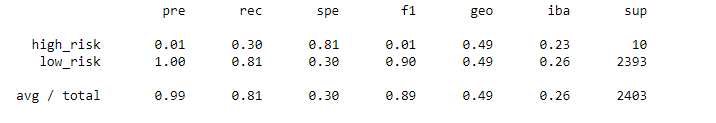 pre rec spe f1 geo iba sup
high_risk 0.01 0.30 0.81 0.01 0.49 0.23 10
low_risk 1.00 0.81 0.30 0.90 0.49 0.26 2393
avg / total 0.99 0.81 0.30 0.89 0.49 0.26 2403